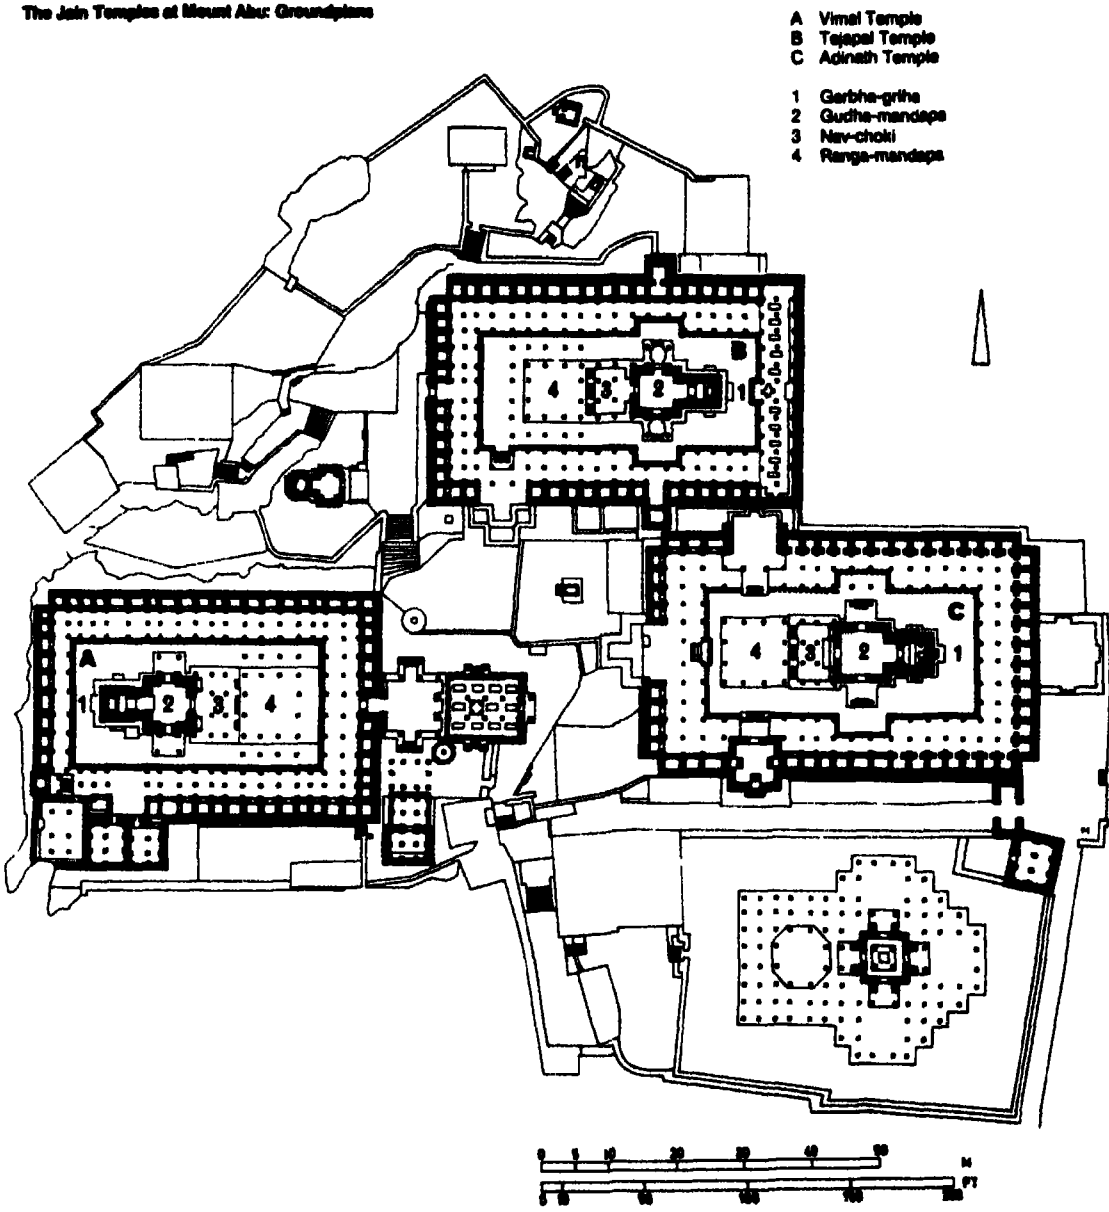 The Jain Temples at Mount Abu: Groundplans
A Vimal Temple
B Tejapal Temple
C Adinath Temple
1 Garbha-griha
2 Gudha-mandapa
3 Nav-choki
4 Ranga-mandapa
B
4 3 2 1
C
4 3 2 1
A
1 2 3 4
0 5 10 20 30 40 50
M
FT